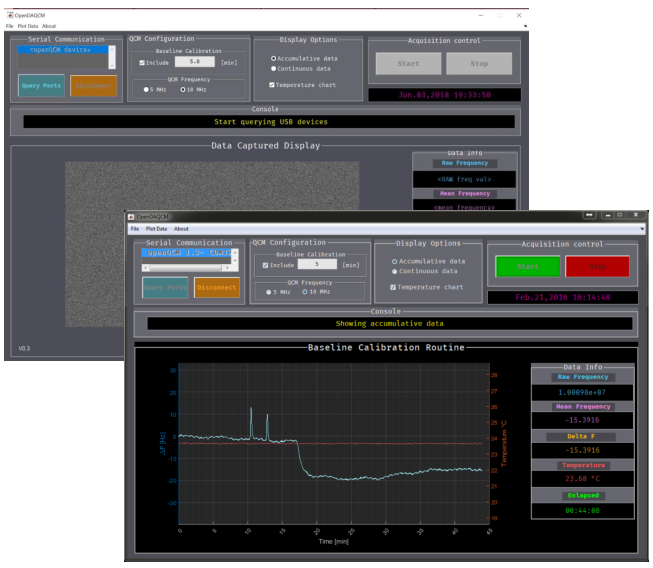 OpenDAQCM
File Plot Data About
Serial Communication
<openQCM device>
Query Ports
Disconnect
QCM Configuration
Baseline Calibration
Include 5.0 [min]
QCM Frequency
5 MHz 10 MHz
Display Options
Accumulative data
Continuous data
Temperature chart
Acquisition control
Start Stop
Jun.03,2018 19:33:50
Console
Start querying USB devices
Data Captured Display
Data Info
Raw Frequency
<RAW freq val>
Mean Frequency
<mean frequency>
V0.3
OpenDAQCM
File Plot Data About
Serial Communication
Query Ports
Disconnect
QCM Configuration
Baseline Calibration
Include 5 [min]
QCM Frequency
5 MHz 10 MHz
Display Options
Accumulative data
Continuous data
Temperature chart
Acquisition control
Start Stop
Feb.21,2018 18:14:48
Console
Showing accumulative data
Baseline Calibration Routine
30
20
10
0
-10
-20
-30
ΔF [Hz]
28
27
26
25
24
23
22
21
20
19
Temperature °C
0 5 10 15 20 25 30 35 40 45
Time [min]
Data Info
Raw Frequency
1.00098e+07
Mean Frequency
-15.3916
Delta F
-15.3916
Temperature
23.68 °C
Enlapsed
00:44:08